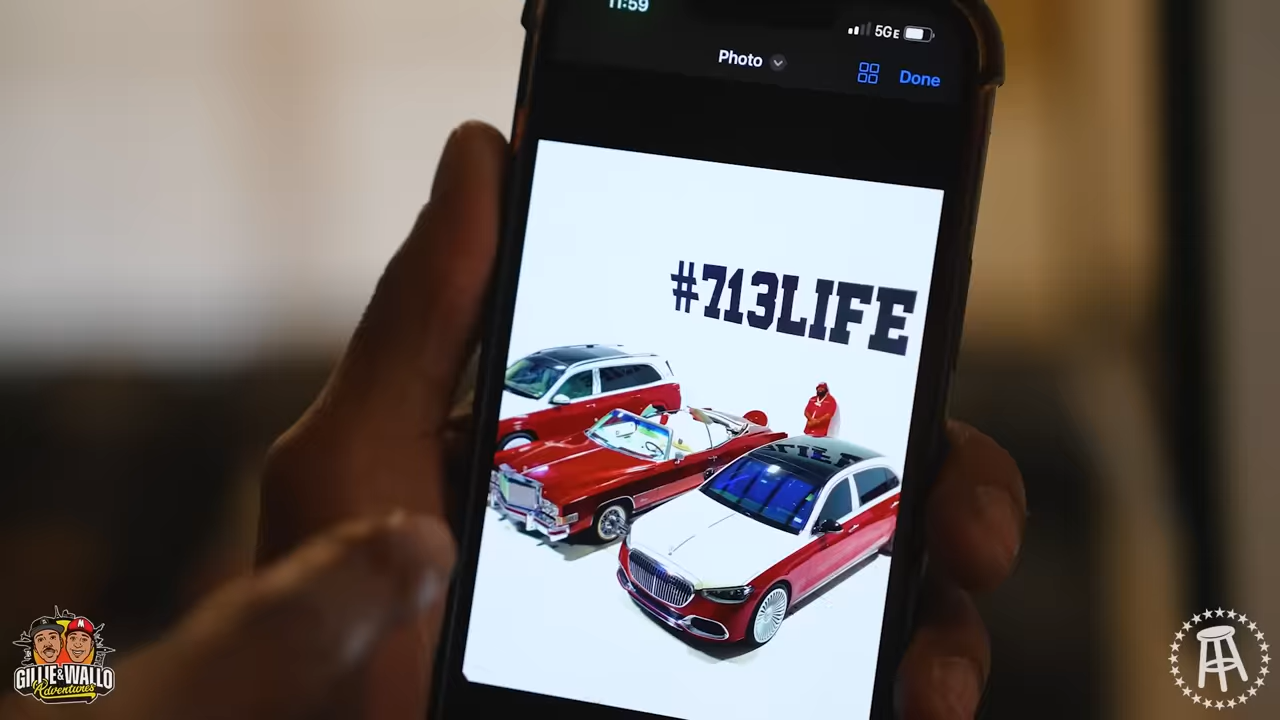 11:59
5GE
Photo
Done
#713LIFE
GILLIE & WALLO
Adventures